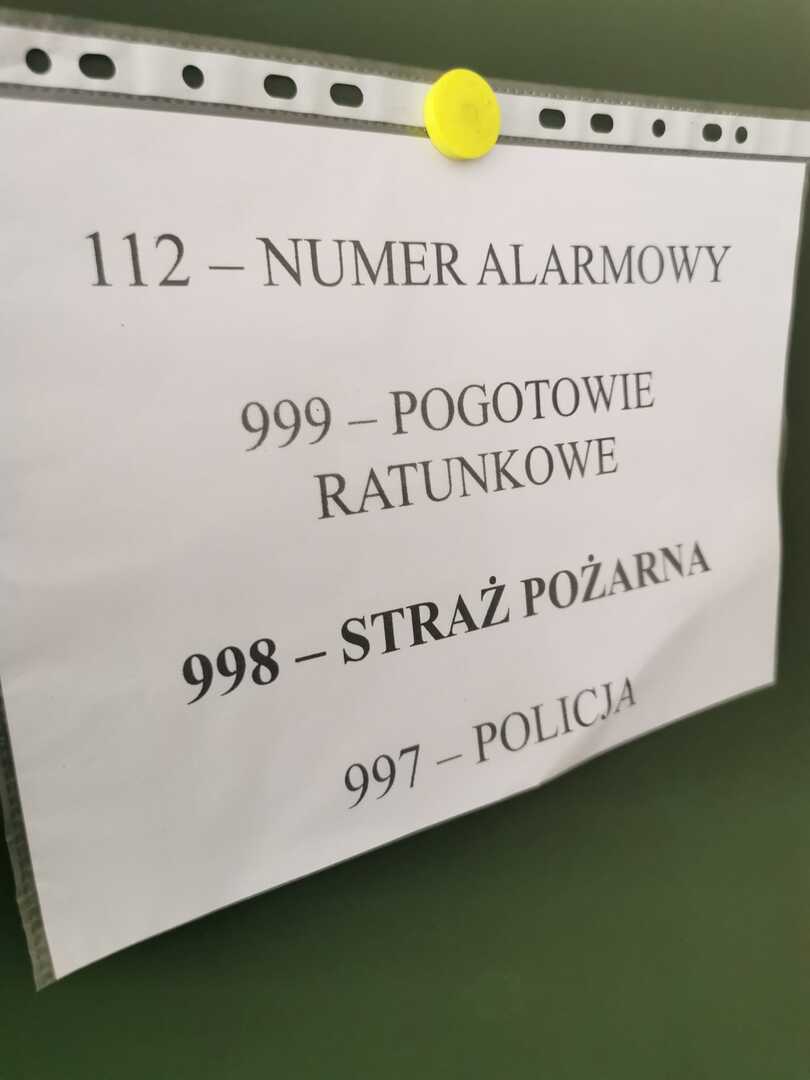 112 – NUMER ALARMOWY
999 – POGOTOWIE
RATUNKOWE
998 – STRAŻ POŻARNA
997 – POLICJA